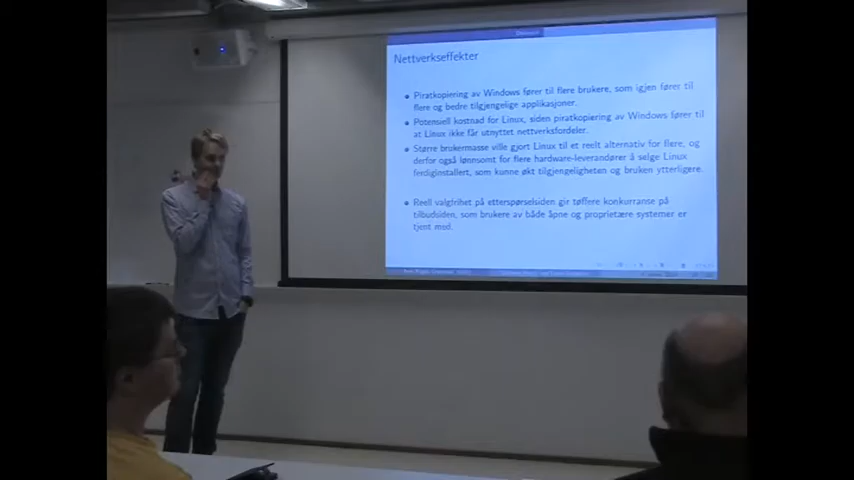 Nettverkseffekter
Piratkopiering av Windows fører til flere brukere, som igjen fører til
flere og bedre tilgjengelige applikasjoner.
Potensiell kostnad for Linux, siden piratkopiering av Windows fører til
at Linux ikke får utnyttet nettverksfordeler.
Større brukermasse ville gjort Linux til et reelt alternativ for flere, og
derfor også lønnsomt for flere hardware-leverandører å selge Linux
ferdiginstallert, som kunne økt tilgjengeligheten og bruken ytterligere.
Reell valgfrihet på etterspørselsiden gir tøffere konkurranse på
tilbudsiden, som brukere av både åpne og proprietære systemer er
tjent med.